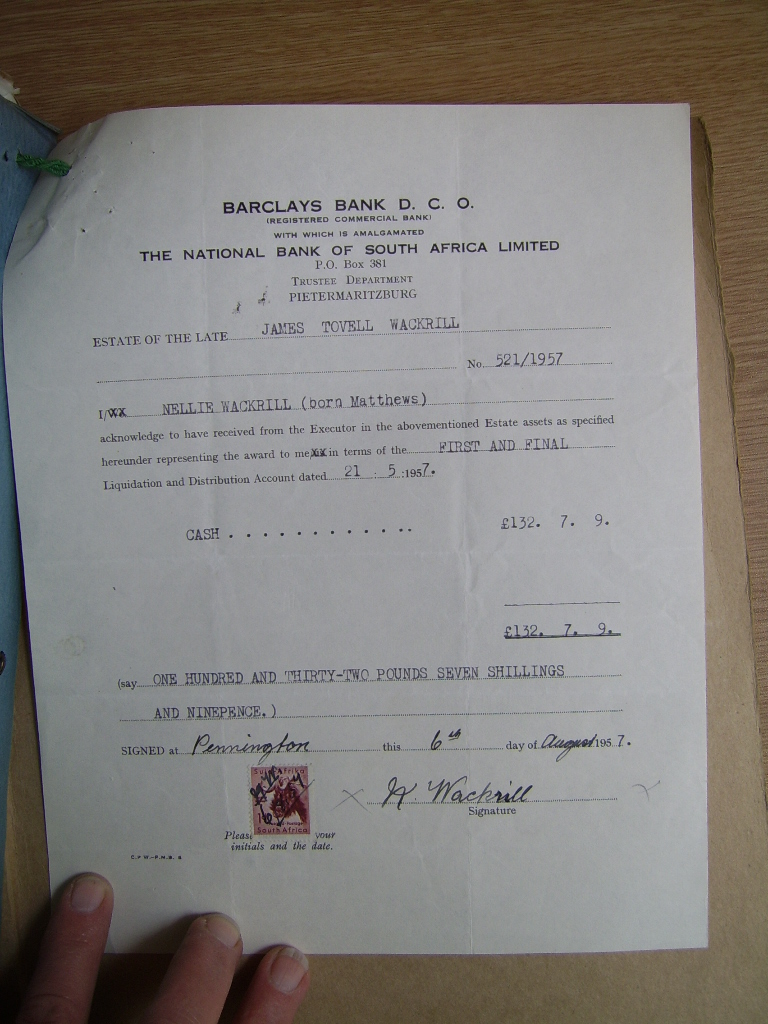 BARCLAYS BANK D. C. O.
(REGISTERED COMMERCIAL BANK)
WITH WHICH IS AMALGAMATED
THE NATIONAL BANK OF SOUTH AFRICA LIMITED
P.O. Box 381
TRUSTEE DEPARTMENT
PIETERMARITZBURG
ESTATE OF THE LATE JAMES TOVELL WACKRILL
No. 521/1957
I/XX NELLIE WACKRILL (born Matthews)
acknowledge to have received from the Executor in the abovementioned Estate assets as specified
hereunder representing the award to me/XX in terms of the FIRST AND FINAL
Liquidation and Distribution Account dated 21 : 5 :1957.
CASH . . . . . . . . . . . . .. £132. 7. 9.
£132. 7. 9.
(say ONE HUNDRED AND THIRTY-TWO POUNDS SEVEN SHILLINGS
AND NINEPENCE.)
SIGNED at Pennington this 6th day of August 1957.
South Africa
N. Wackrill
Signature
South Africa
Please your
initials and the date.
C.P.W.—P.M.B. S